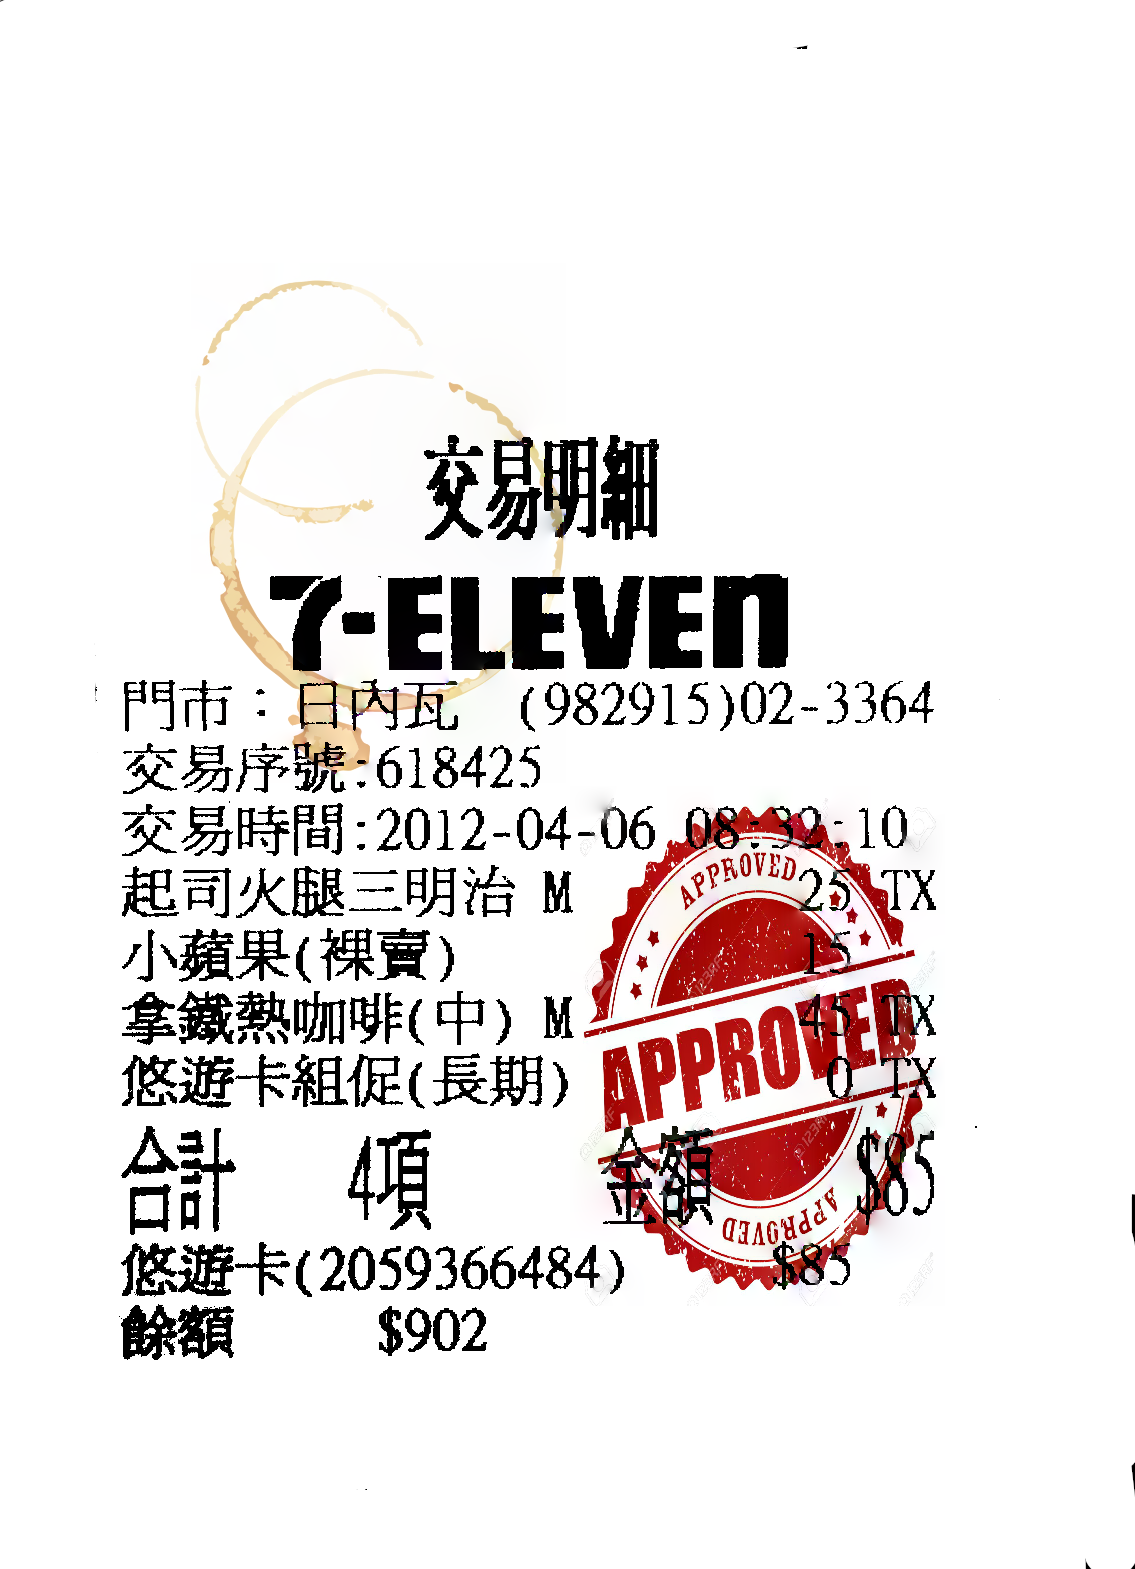 交易明細
7-ELEVEn
門市：日內瓦 (982915)02-3364
交易序號:618425
交易時間:2012-04-06 08:32:10
起司火腿三明治 M 25 TX
小蘋果(裸賣) 15
拿鐵熱咖啡(中) M 45 TX
悠遊卡組促(長期) 0 TX
合計 4項 金額 $85
悠遊卡(2059366484) $85
餘額 $902
APPROVED
APPROVED
APPROVED